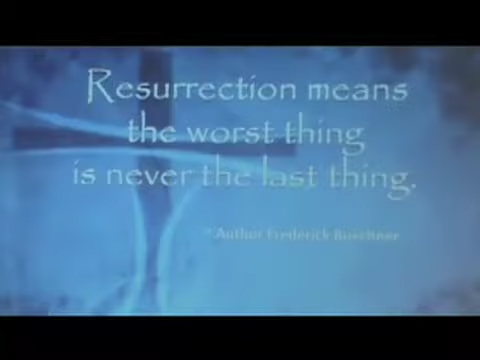 Resurrection means
the worst thing
is never the last thing.
~ Author Frederick Buechner